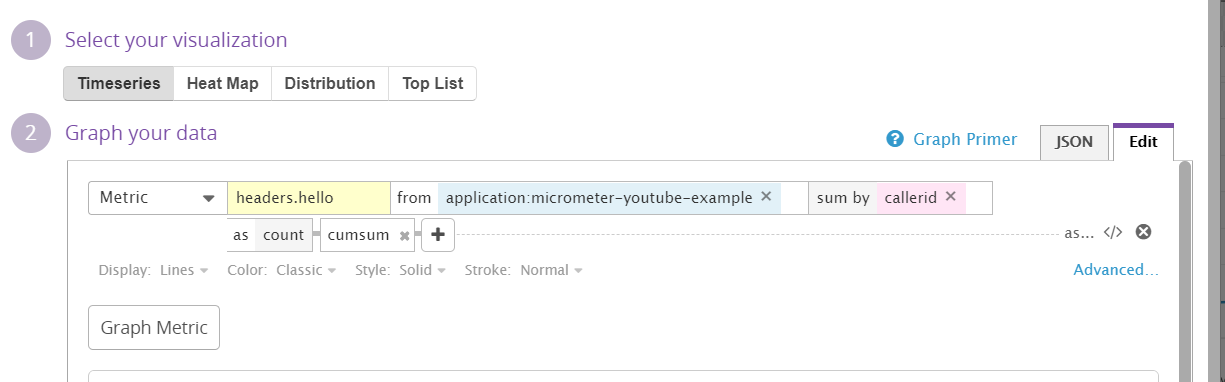 1 Select your visualization
Timeseries Heat Map Distribution Top List
2 Graph your data
? Graph Primer JSON Edit
Metric headers.hello from application:micrometer-youtube-example × sum by callerid ×
as count cumsum × + as... </> ×
Display: Lines Color: Classic Style: Solid Stroke: Normal Advanced...
Graph Metric